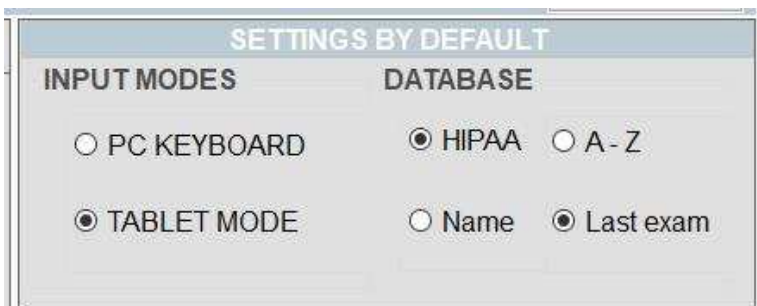 SETTINGS BY DEFAULT
INPUT MODES DATABASE
PC KEYBOARD HIPAA A - Z
TABLET MODE Name Last exam